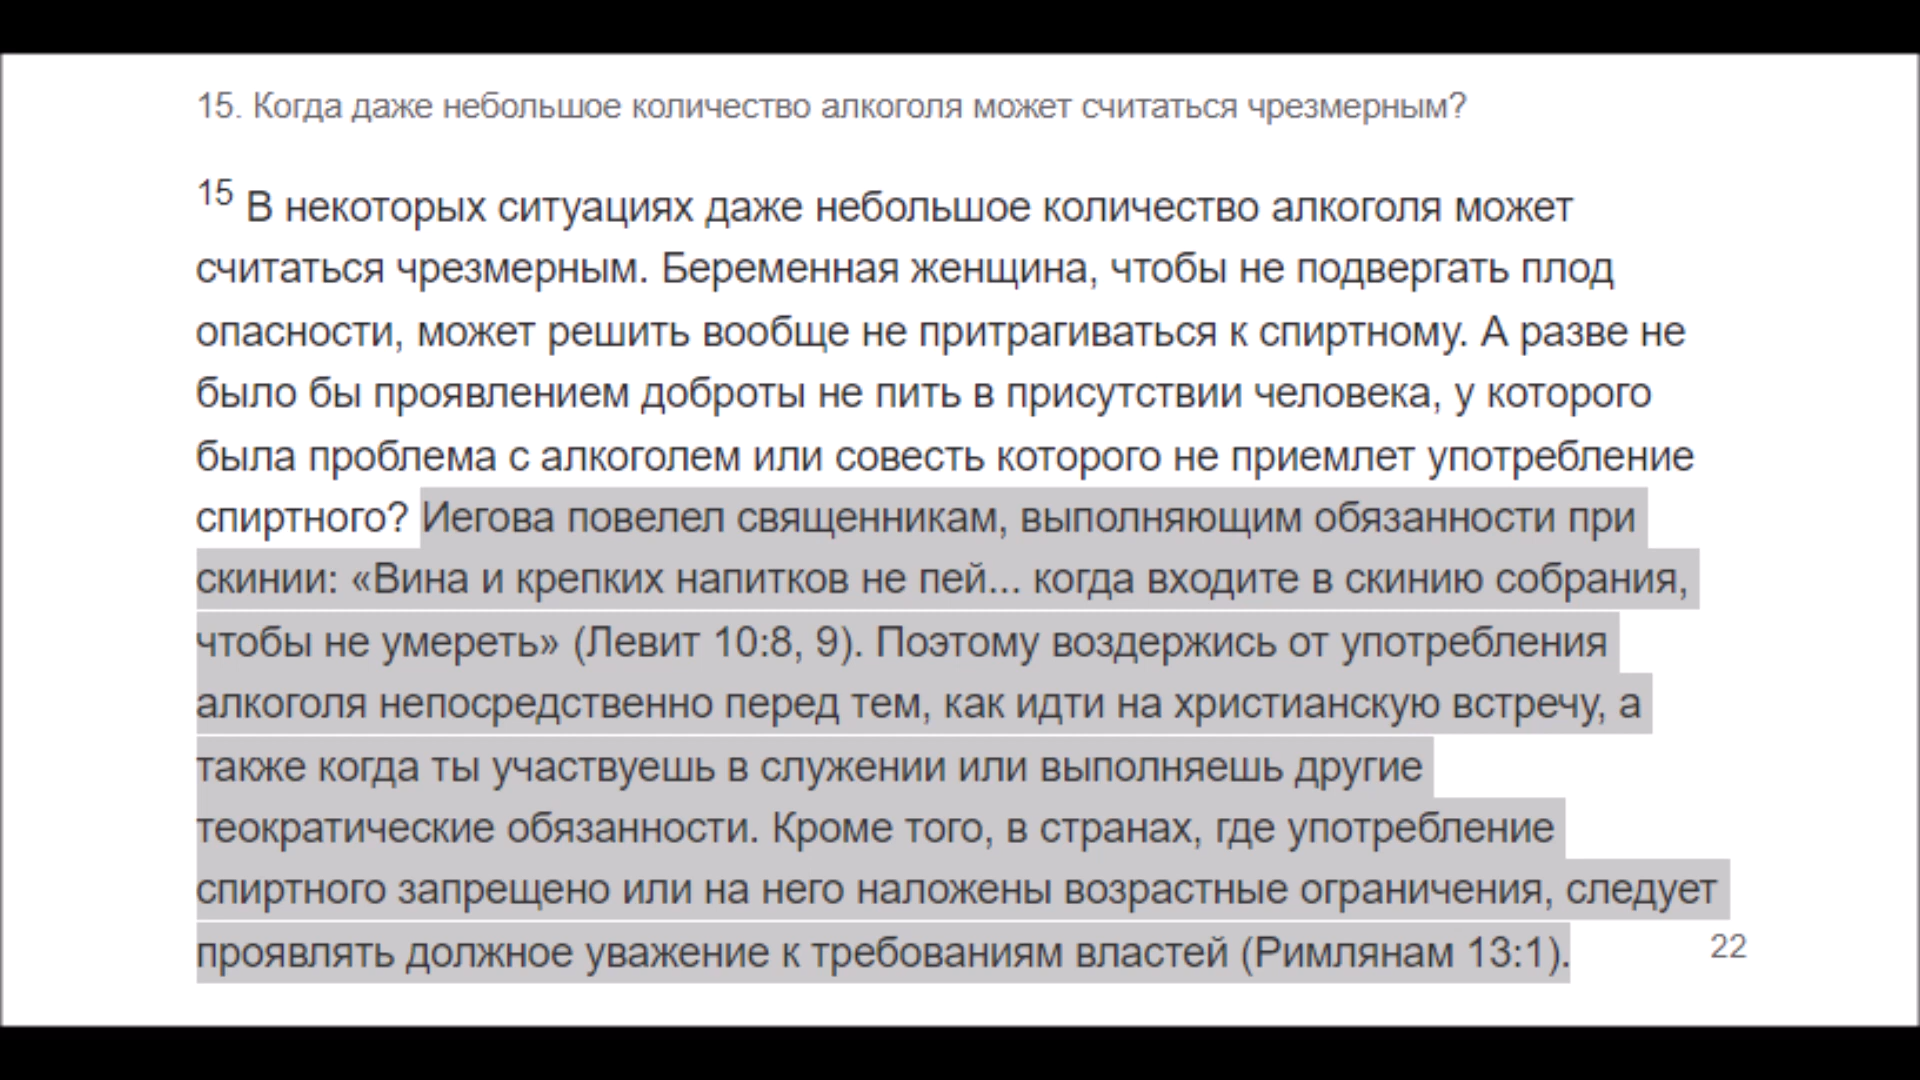 15. Когда даже небольшое количество алкоголя может считаться чрезмерным?
15 В некоторых ситуациях даже небольшое количество алкоголя может
считаться чрезмерным. Беременная женщина, чтобы не подвергать плод
опасности, может решить вообще не притрагиваться к спиртному. А разве не
было бы проявлением доброты не пить в присутствии человека, у которого
была проблема с алкоголем или совесть которого не приемлет употребление
спиртного? Иегова повелел священникам, выполняющим обязанности при
скинии: «Вина и крепких напитков не пей... когда входите в скинию собрания,
чтобы не умереть» (Левит 10:8, 9). Поэтому воздержись от употребления
алкоголя непосредственно перед тем, как идти на христианскую встречу, а
также когда ты участвуешь в служении или выполняешь другие
теократические обязанности. Кроме того, в странах, где употребление
спиртного запрещено или на него наложены возрастные ограничения, следует
проявлять должное уважение к требованиям властей (Римлянам 13:1).
22